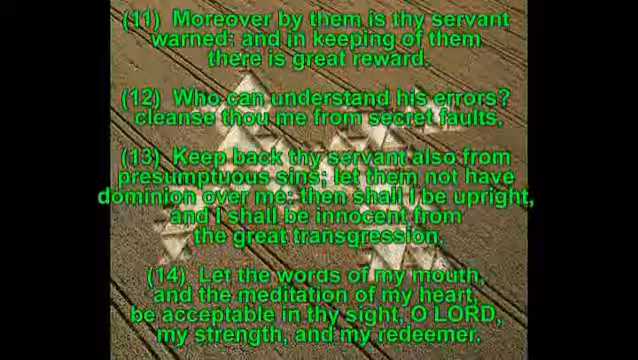 (11) Moreover by them is thy servant
warned: and in keeping of them
there is great reward.
(12) Who can understand his errors?
cleanse thou me from secret faults.
(13) Keep back thy servant also from
presumptuous sins; let them not have
dominion over me: then shall I be upright,
and I shall be innocent from
the great transgression.
(14) Let the words of my mouth,
and the meditation of my heart,
be acceptable in thy sight, O LORD,
my strength, and my redeemer.